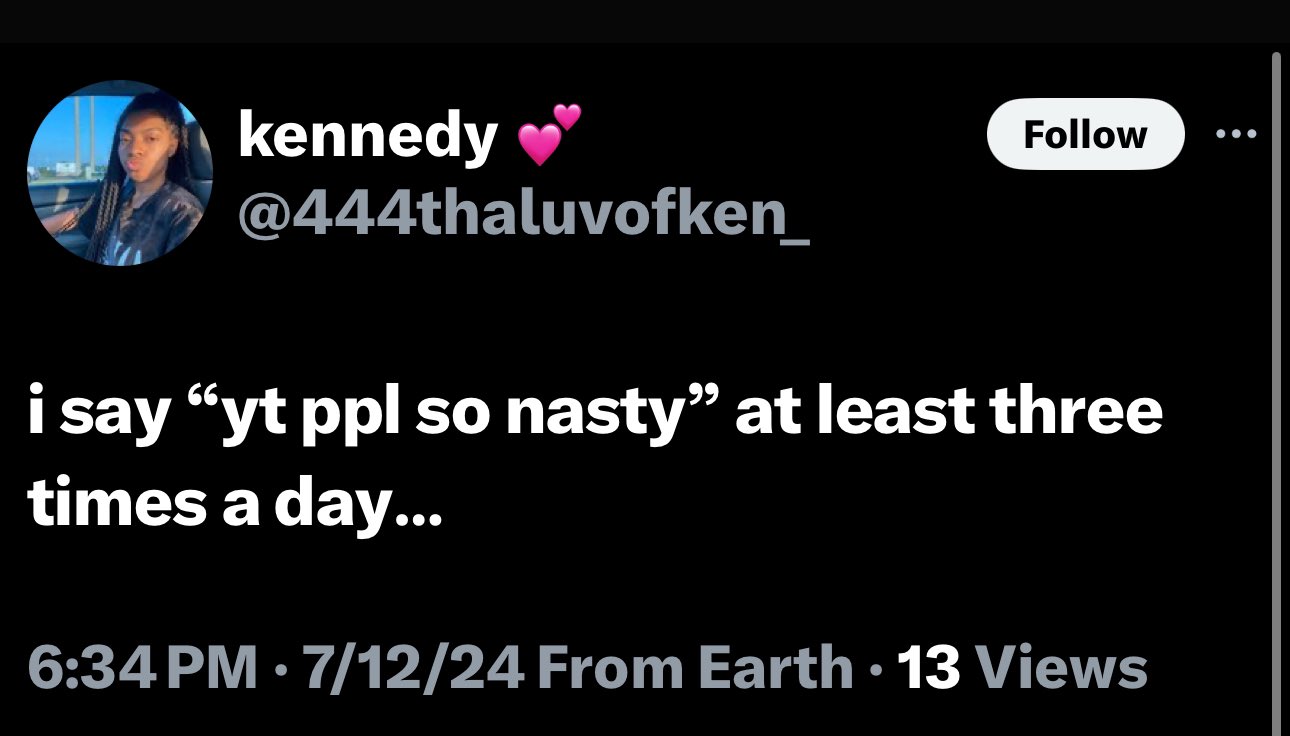 kennedy 💕
Follow
@444thaluvofken_
i say “yt ppl so nasty” at least three
times a day...
6:34 PM · 7/12/24 From Earth · 13 Views